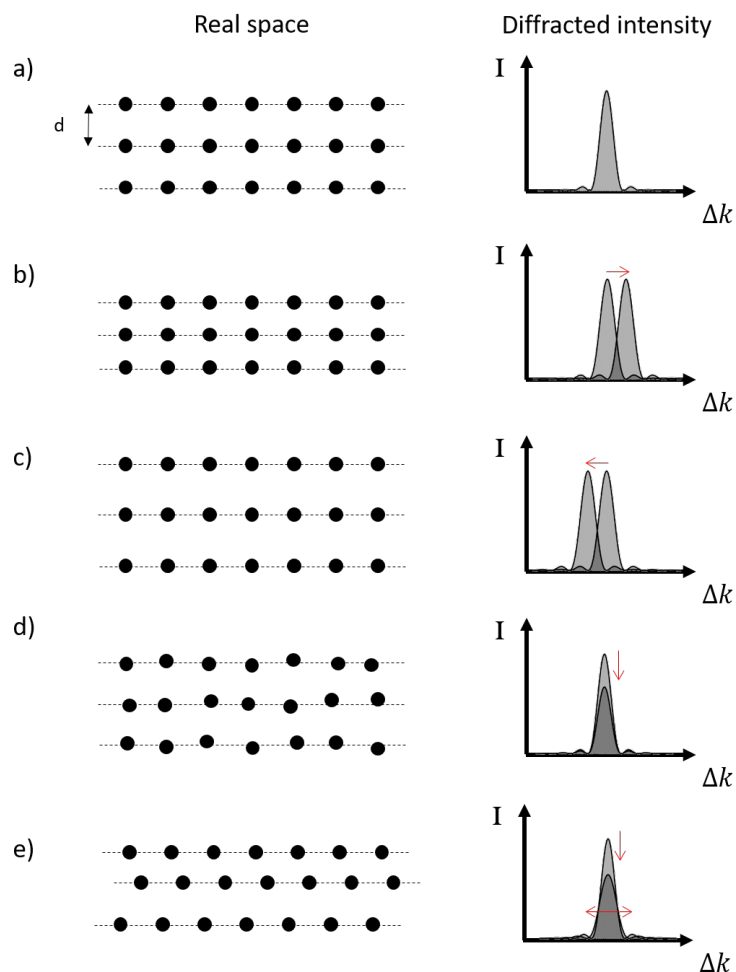 Real space
Diffracted intensity
a)
I
d
Δk
b)
I
Δk
c)
I
Δk
d)
I
Δk
e)
I
Δk